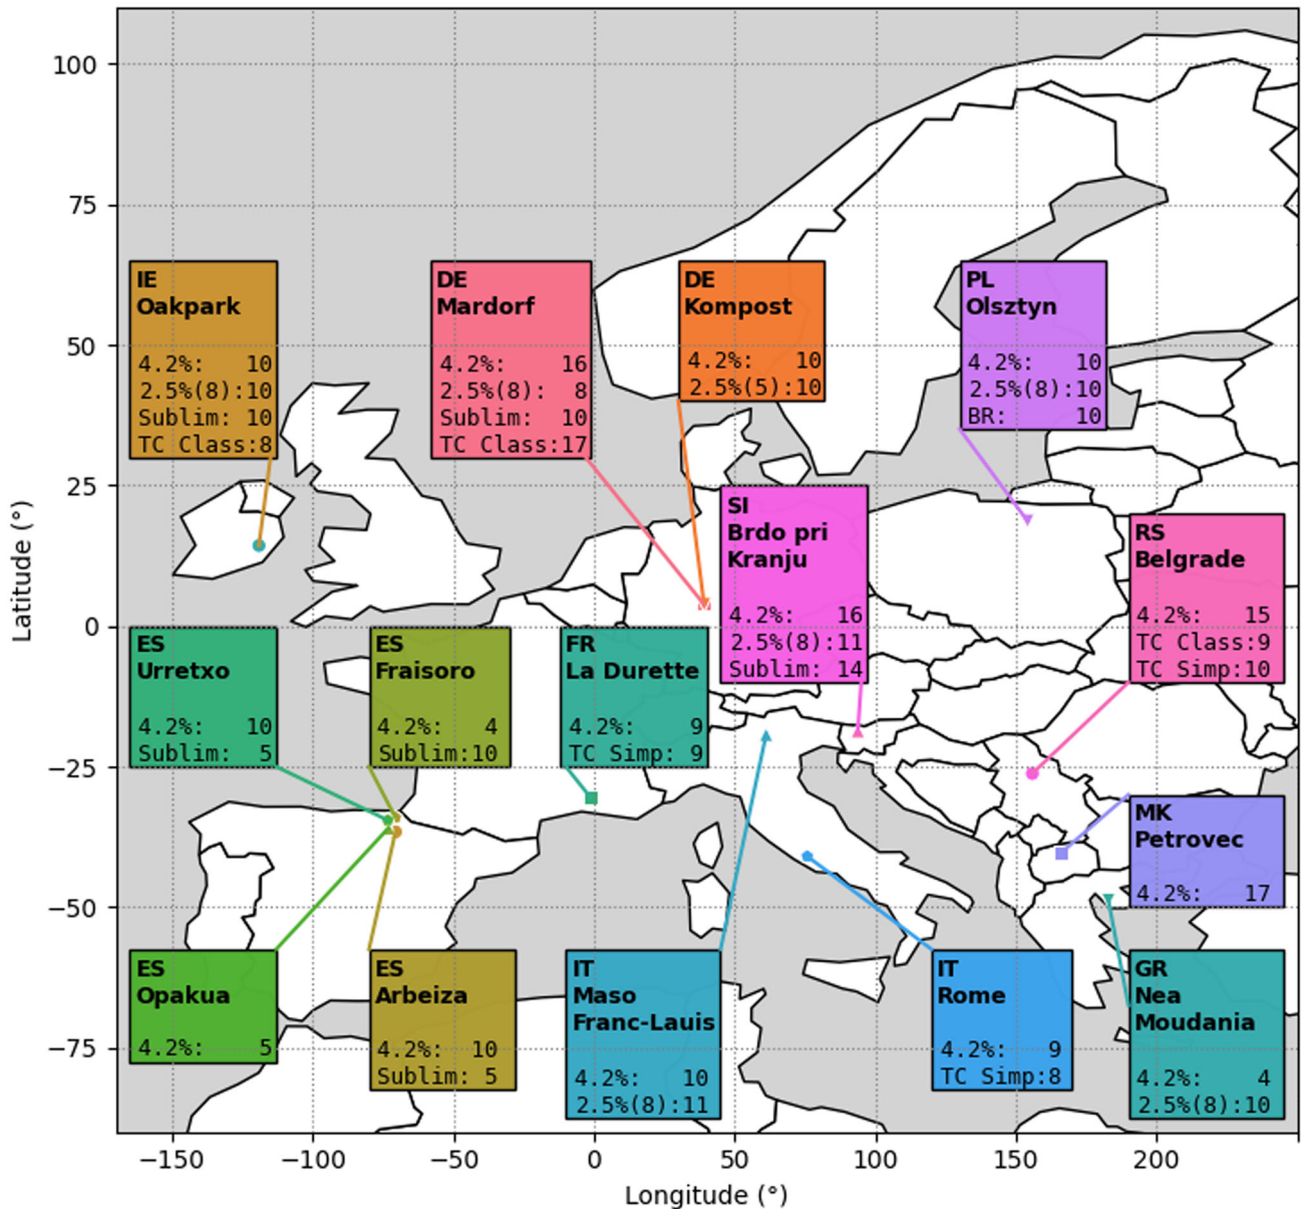 100
75
50
25
0
−25
−50
−75
Latitude (°)
IE
Oakpark
4.2%: 10
2.5%(8):10
Sublim: 10
TC Class:8
DE
Mardorf
4.2%: 16
2.5%(8): 8
Sublim: 10
TC Class:17
DE
Kompost
4.2%: 10
2.5%(5):10
PL
Olsztyn
4.2%: 10
2.5%(8):10
BR: 10
SI
Brdo pri
Kranju
4.2%: 16
2.5%(8):11
Sublim: 14
RS
Belgrade
4.2%: 15
TC Class:9
TC Simp:10
ES
Urretxo
4.2%: 10
Sublim: 5
ES
Fraisoro
4.2%: 4
Sublim:10
FR
La Durette
4.2%: 9
TC Simp: 9
MK
Petrovec
4.2%: 17
ES
Opakua
4.2%: 5
ES
Arbeiza
4.2%: 10
Sublim: 5
IT
Maso
Franc-Lauis
4.2%: 10
2.5%(8):11
IT
Rome
4.2%: 9
TC Simp:8
GR
Nea
Moudania
4.2%: 4
2.5%(8):10
−150 −100 −50 0 50 100 150 200
Longitude (°)